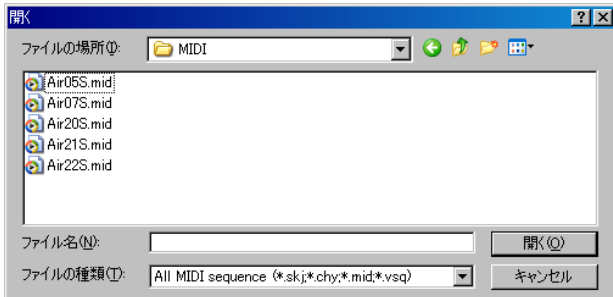 開く
ファイルの場所(I): MIDI
Air05S.mid
Air07S.mid
Air20S.mid
Air21S.mid
Air22S.mid
ファイル名(N): 開く(O)
ファイルの種類(T): All MIDI sequence (*.skj;*.chy;*.mid;*.vsq) キャンセル